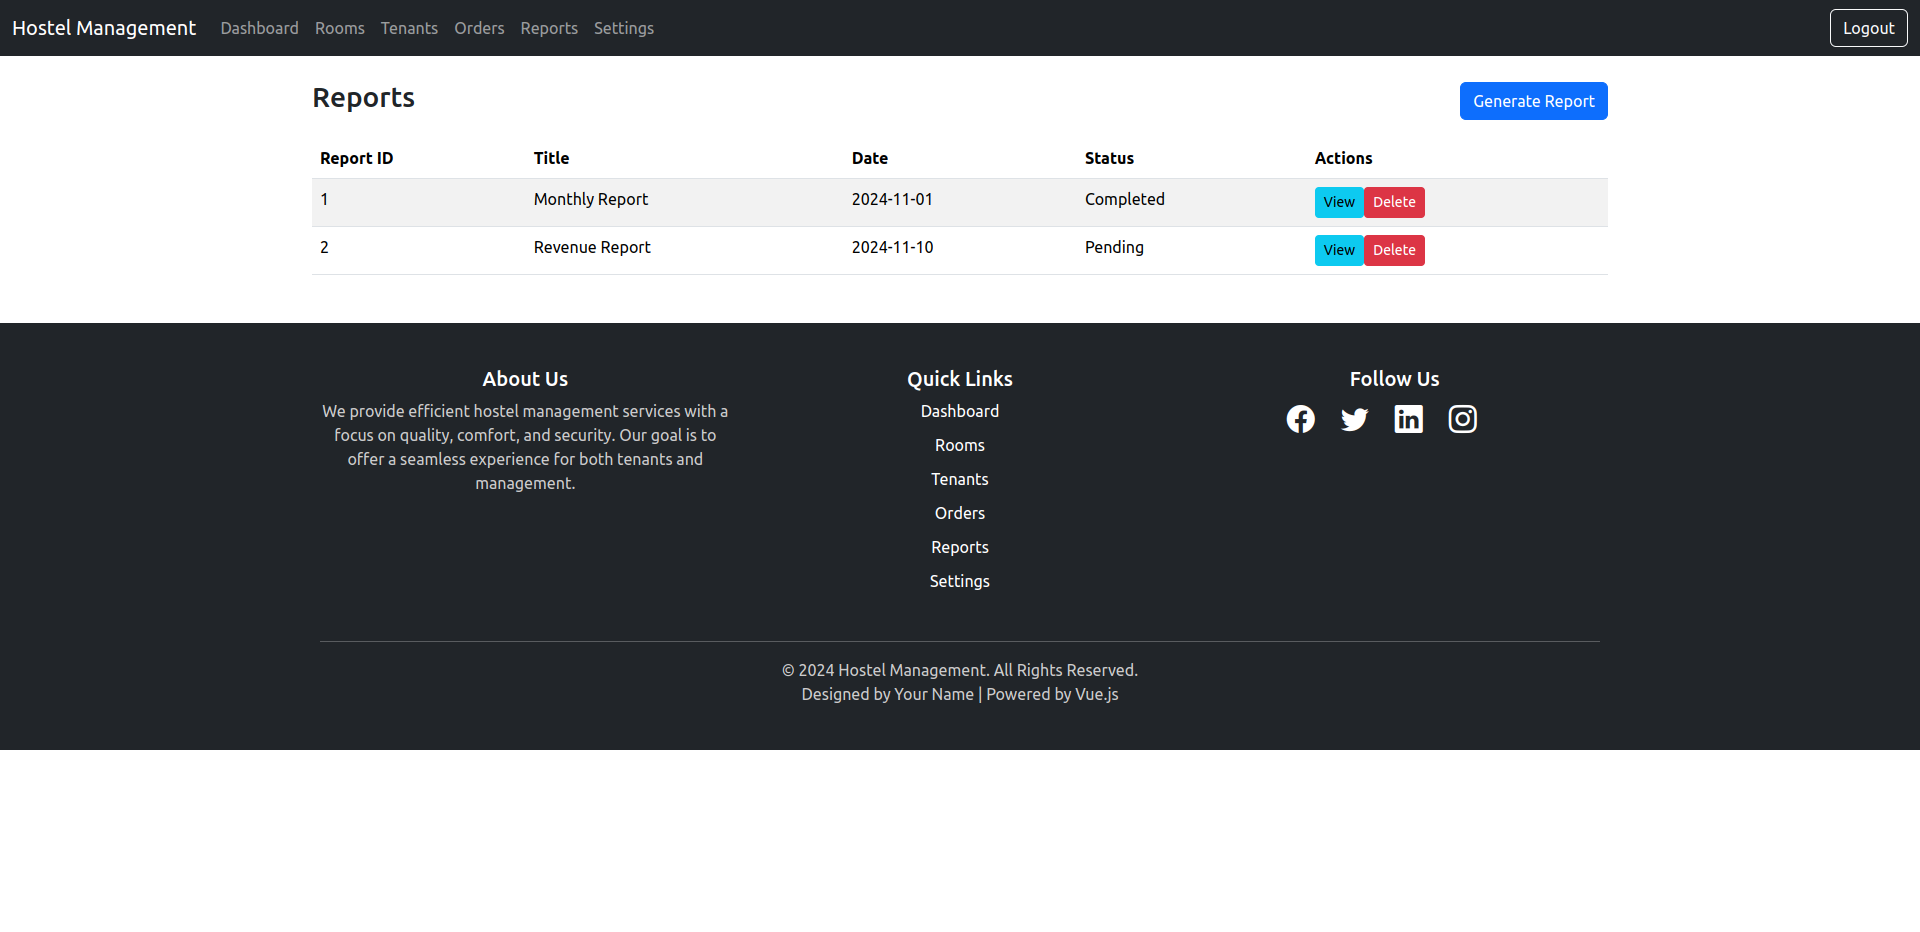 Hostel Management Dashboard Rooms Tenants Orders Reports Settings Logout
Reports Generate Report
Report ID Title Date Status Actions
1 Monthly Report 2024-11-01 Completed View Delete
2 Revenue Report 2024-11-10 Pending View Delete
About Us
We provide efficient hostel management services with a
focus on quality, comfort, and security. Our goal is to
offer a seamless experience for both tenants and
management.
Quick Links
Dashboard
Rooms
Tenants
Orders
Reports
Settings
Follow Us
© 2024 Hostel Management. All Rights Reserved.
Designed by Your Name | Powered by Vue.js